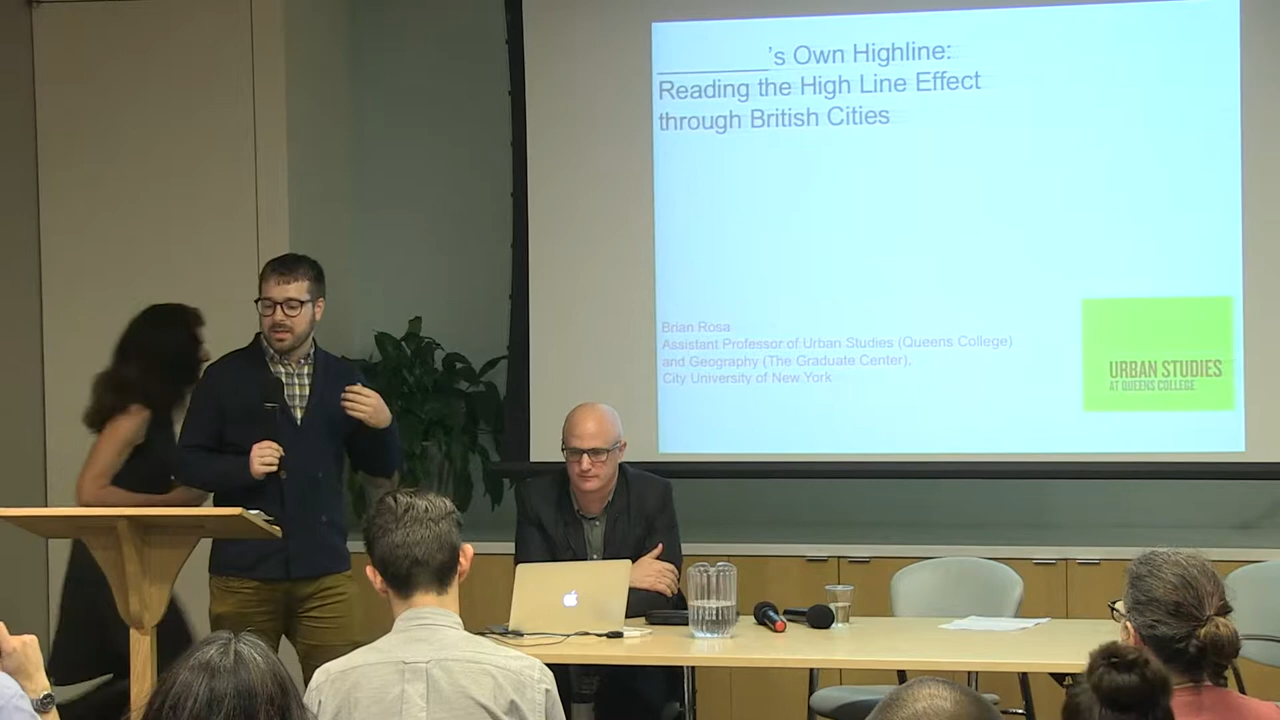 ________'s Own Highline:
Reading the High Line Effect
through British Cities
Brian Rosa
Assistant Professor of Urban Studies (Queens College)
and Geography (The Graduate Center),
City University of New York
URBAN STUDIES
AT QUEENS COLLEGE